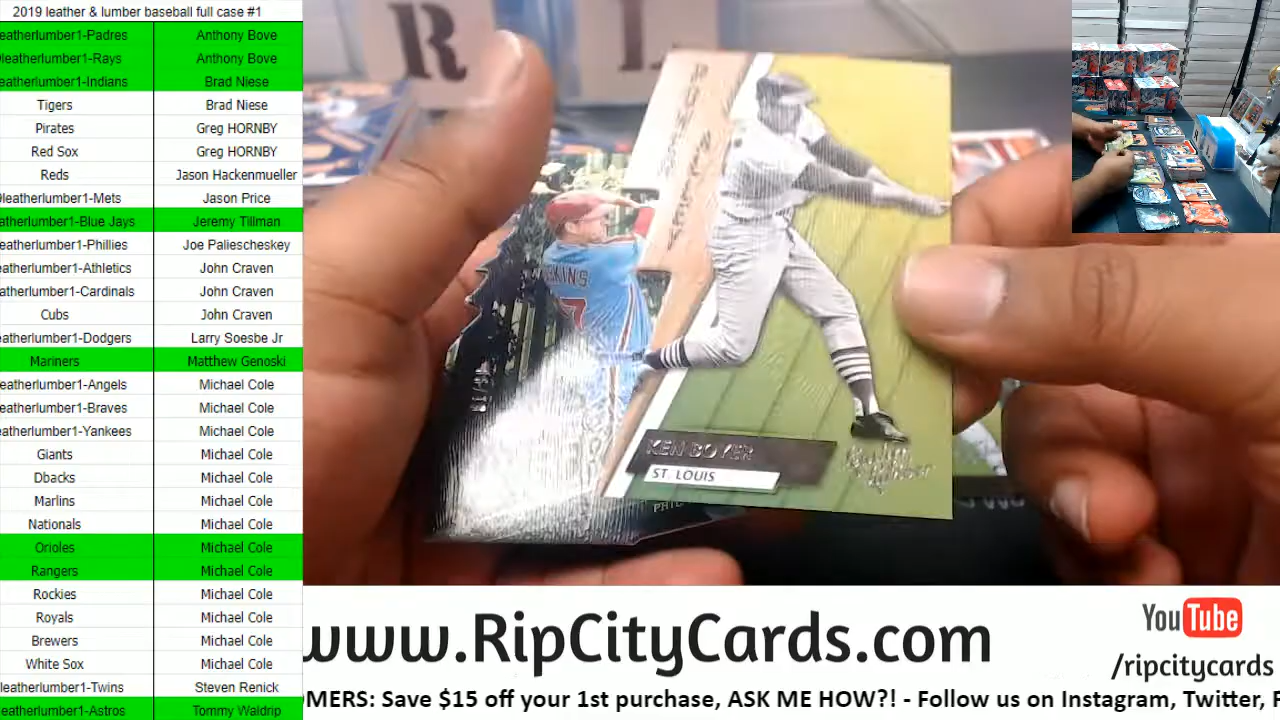 2019 leather & lumber baseball full case #1
eatherlumber1-Padres Anthony Bove
leatherlumber1-Rays Anthony Bove
eatherlumber1-Indians Brad Niese
Tigers Brad Niese
Pirates Greg HORNBY
Red Sox Greg HORNBY
Reds Jason Hackenmueller
leatherlumber1-Mets Jason Price
atherlumber1-Blue Jays Jeremy Tillman
eatherlumber1-Phillies Joe Paliescheskey
eatherlumber1-Athletics John Craven
atherlumber1-Cardinals John Craven
Cubs John Craven
eatherlumber1-Dodgers Larry Soesbe Jr
Mariners Matthew Genoski
eatherlumber1-Angels Michael Cole
eatherlumber1-Braves Michael Cole
eatherlumber1-Yankees Michael Cole
Giants Michael Cole
Dbacks Michael Cole
Marlins Michael Cole
Nationals Michael Cole
Orioles Michael Cole
Rangers Michael Cole
Rockies Michael Cole
Royals Michael Cole
Brewers Michael Cole
White Sox Michael Cole
leatherlumber1-Twins Steven Renick
leatherlumber1-Astros Tommy Waldrip
R L
KINS
7
KEN BOYER
ST. LOUIS
www.RipCityCards.com
YouTube
/ripcitycards
OMERS: Save $15 off your 1st purchase, ASK ME HOW?! - Follow us on Instagram, Twitter, F